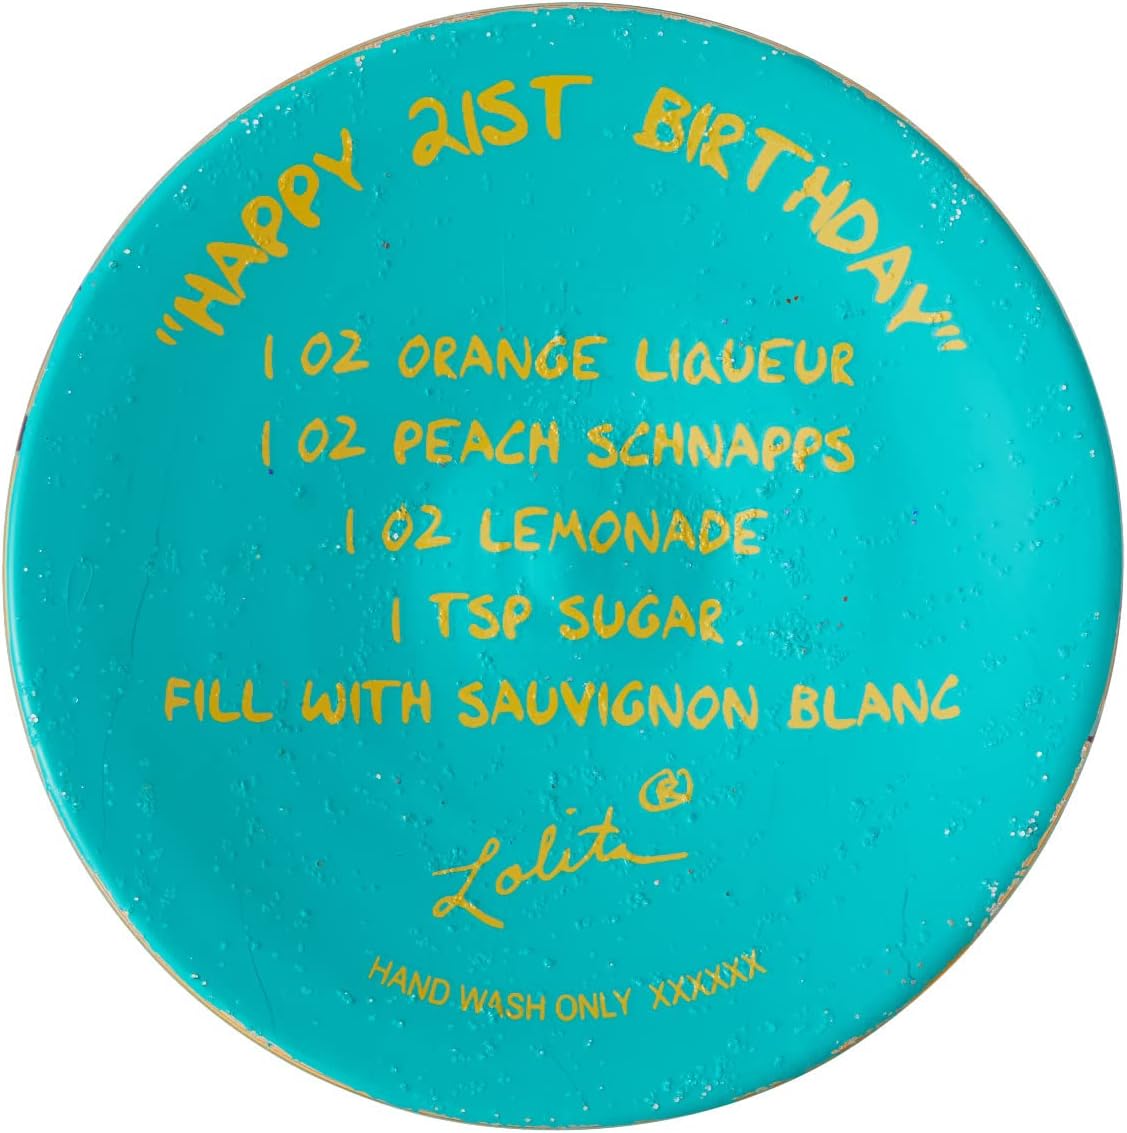 "HAPPY 21ST BIRTHDAY"
1 OZ ORANGE LIQUEUR
1 OZ PEACH SCHNAPPS
1 OZ LEMONADE
1 TSP SUGAR
FILL WITH SAUVIGNON BLANC
Lolita®
HAND WASH ONLY XXXXXX